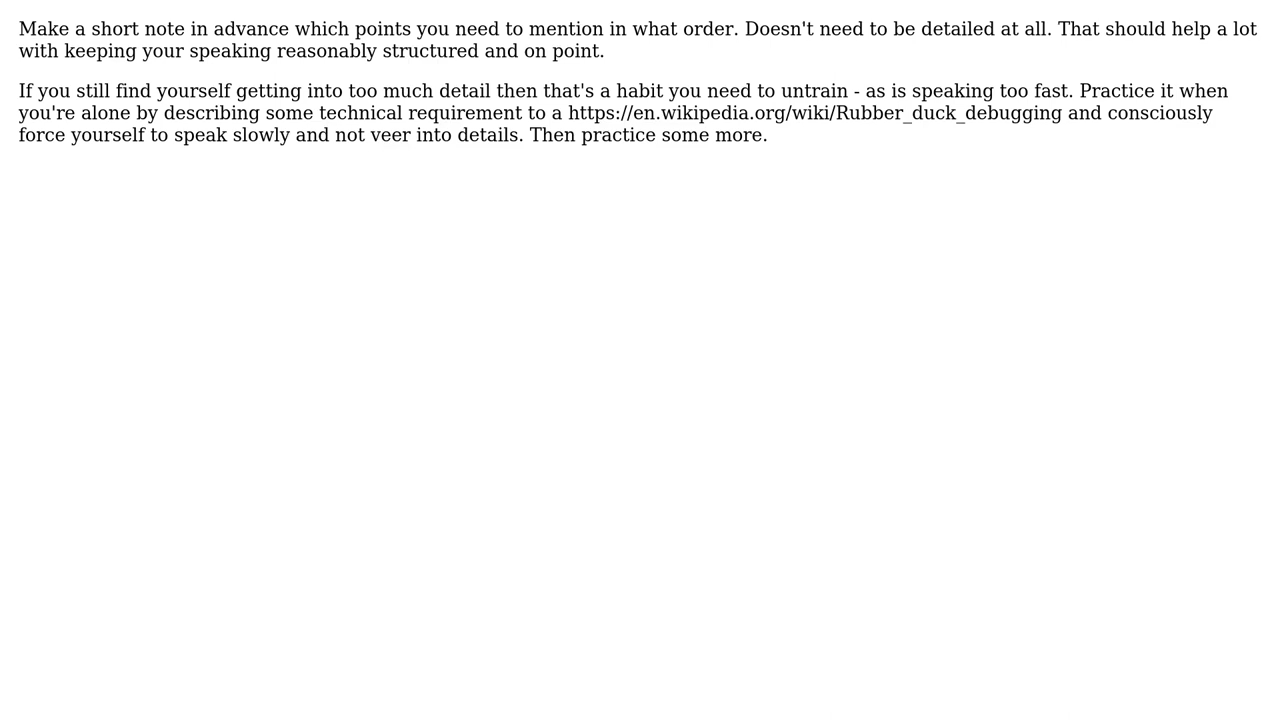 Make a short note in advance which points you need to mention in what order. Doesn't need to be detailed at all. That should help a lot
with keeping your speaking reasonably structured and on point.
If you still find yourself getting into too much detail then that's a habit you need to untrain - as is speaking too fast. Practice it when
you're alone by describing some technical requirement to a https://en.wikipedia.org/wiki/Rubber_duck_debugging and consciously
force yourself to speak slowly and not veer into details. Then practice some more.